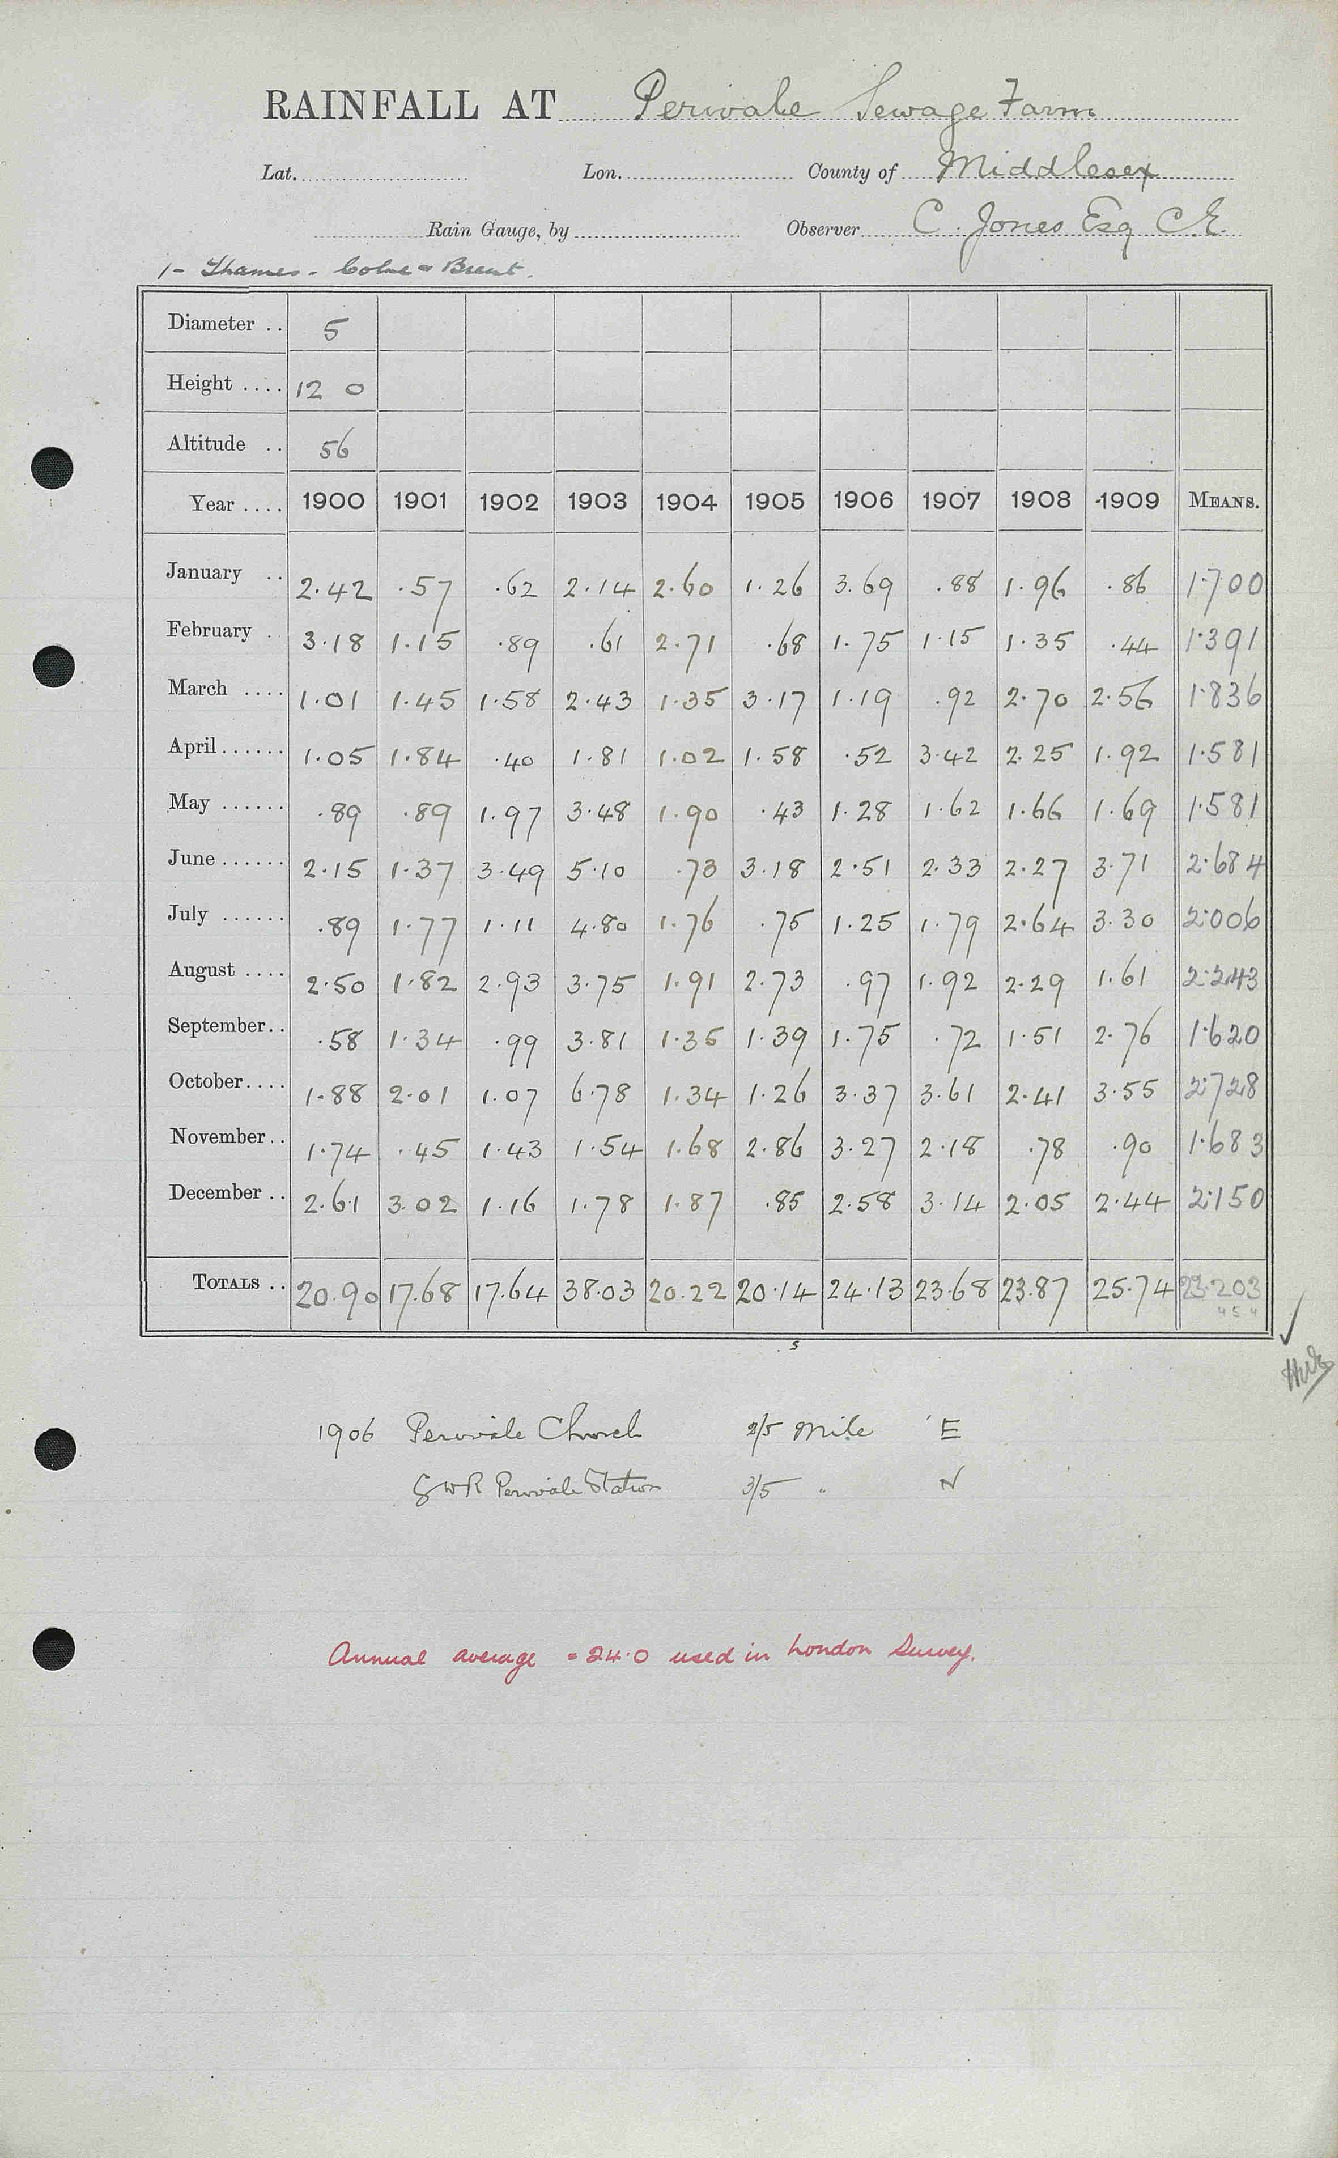 RAINFALL AT Perivale Sewage Farm
Lat. Lon. County of Middlesex
Rain Gauge, by Observer C. Jones Esq C.E.
1- Thames - Colne & Brent.
Diameter .. 5
Height .... 12 0
Altitude .. 56
Year .... 1900 1901 1902 1903 1904 1905 1906 1907 1908 1909 MEANS.
January .. 2.42 .57 .62 2.14 2.60 1.26 3.69 .88 1.96 .86 1.700
February .. 3.18 1.15 .89 .61 2.71 .68 1.75 1.15 1.35 .44 1.391
March .... 1.01 1.45 1.58 2.43 1.35 3.17 1.19 .92 2.70 2.56 1.836
April ...... 1.05 1.84 .40 1.81 1.02 1.58 .52 3.42 2.25 1.92 1.581
May ...... .89 .89 1.97 3.48 1.90 .43 1.28 1.62 1.66 1.69 1.581
June ...... 2.15 1.37 3.49 5.10 .73 3.18 2.51 2.33 2.27 3.71 2.684
July ...... .89 1.77 1.11 4.80 1.76 .75 1.25 1.79 2.64 3.30 2.006
August .... 2.50 1.82 2.93 3.75 1.91 2.73 .97 1.92 2.29 1.61 2.243
September.. .58 1.34 .99 3.81 1.35 1.39 1.75 .72 1.51 2.76 1.620
October.... 1.88 2.01 1.07 6.78 1.34 1.26 3.37 3.61 2.41 3.55 2.728
November.. 1.74 .45 1.43 1.54 1.68 2.86 3.27 2.18 .78 .90 1.683
December .. 2.61 3.02 1.16 1.78 1.87 .85 2.58 3.14 2.05 2.44 2.150
TOTALS .. 20.90 17.68 17.64 38.03 20.22 20.14 24.13 23.68 23.87 25.74 23.203
5
1906 Perivale Church 2/5 Mile E
GWR Perivale Station 3/5 " N
Annual average = 24.0 used in London Survey.